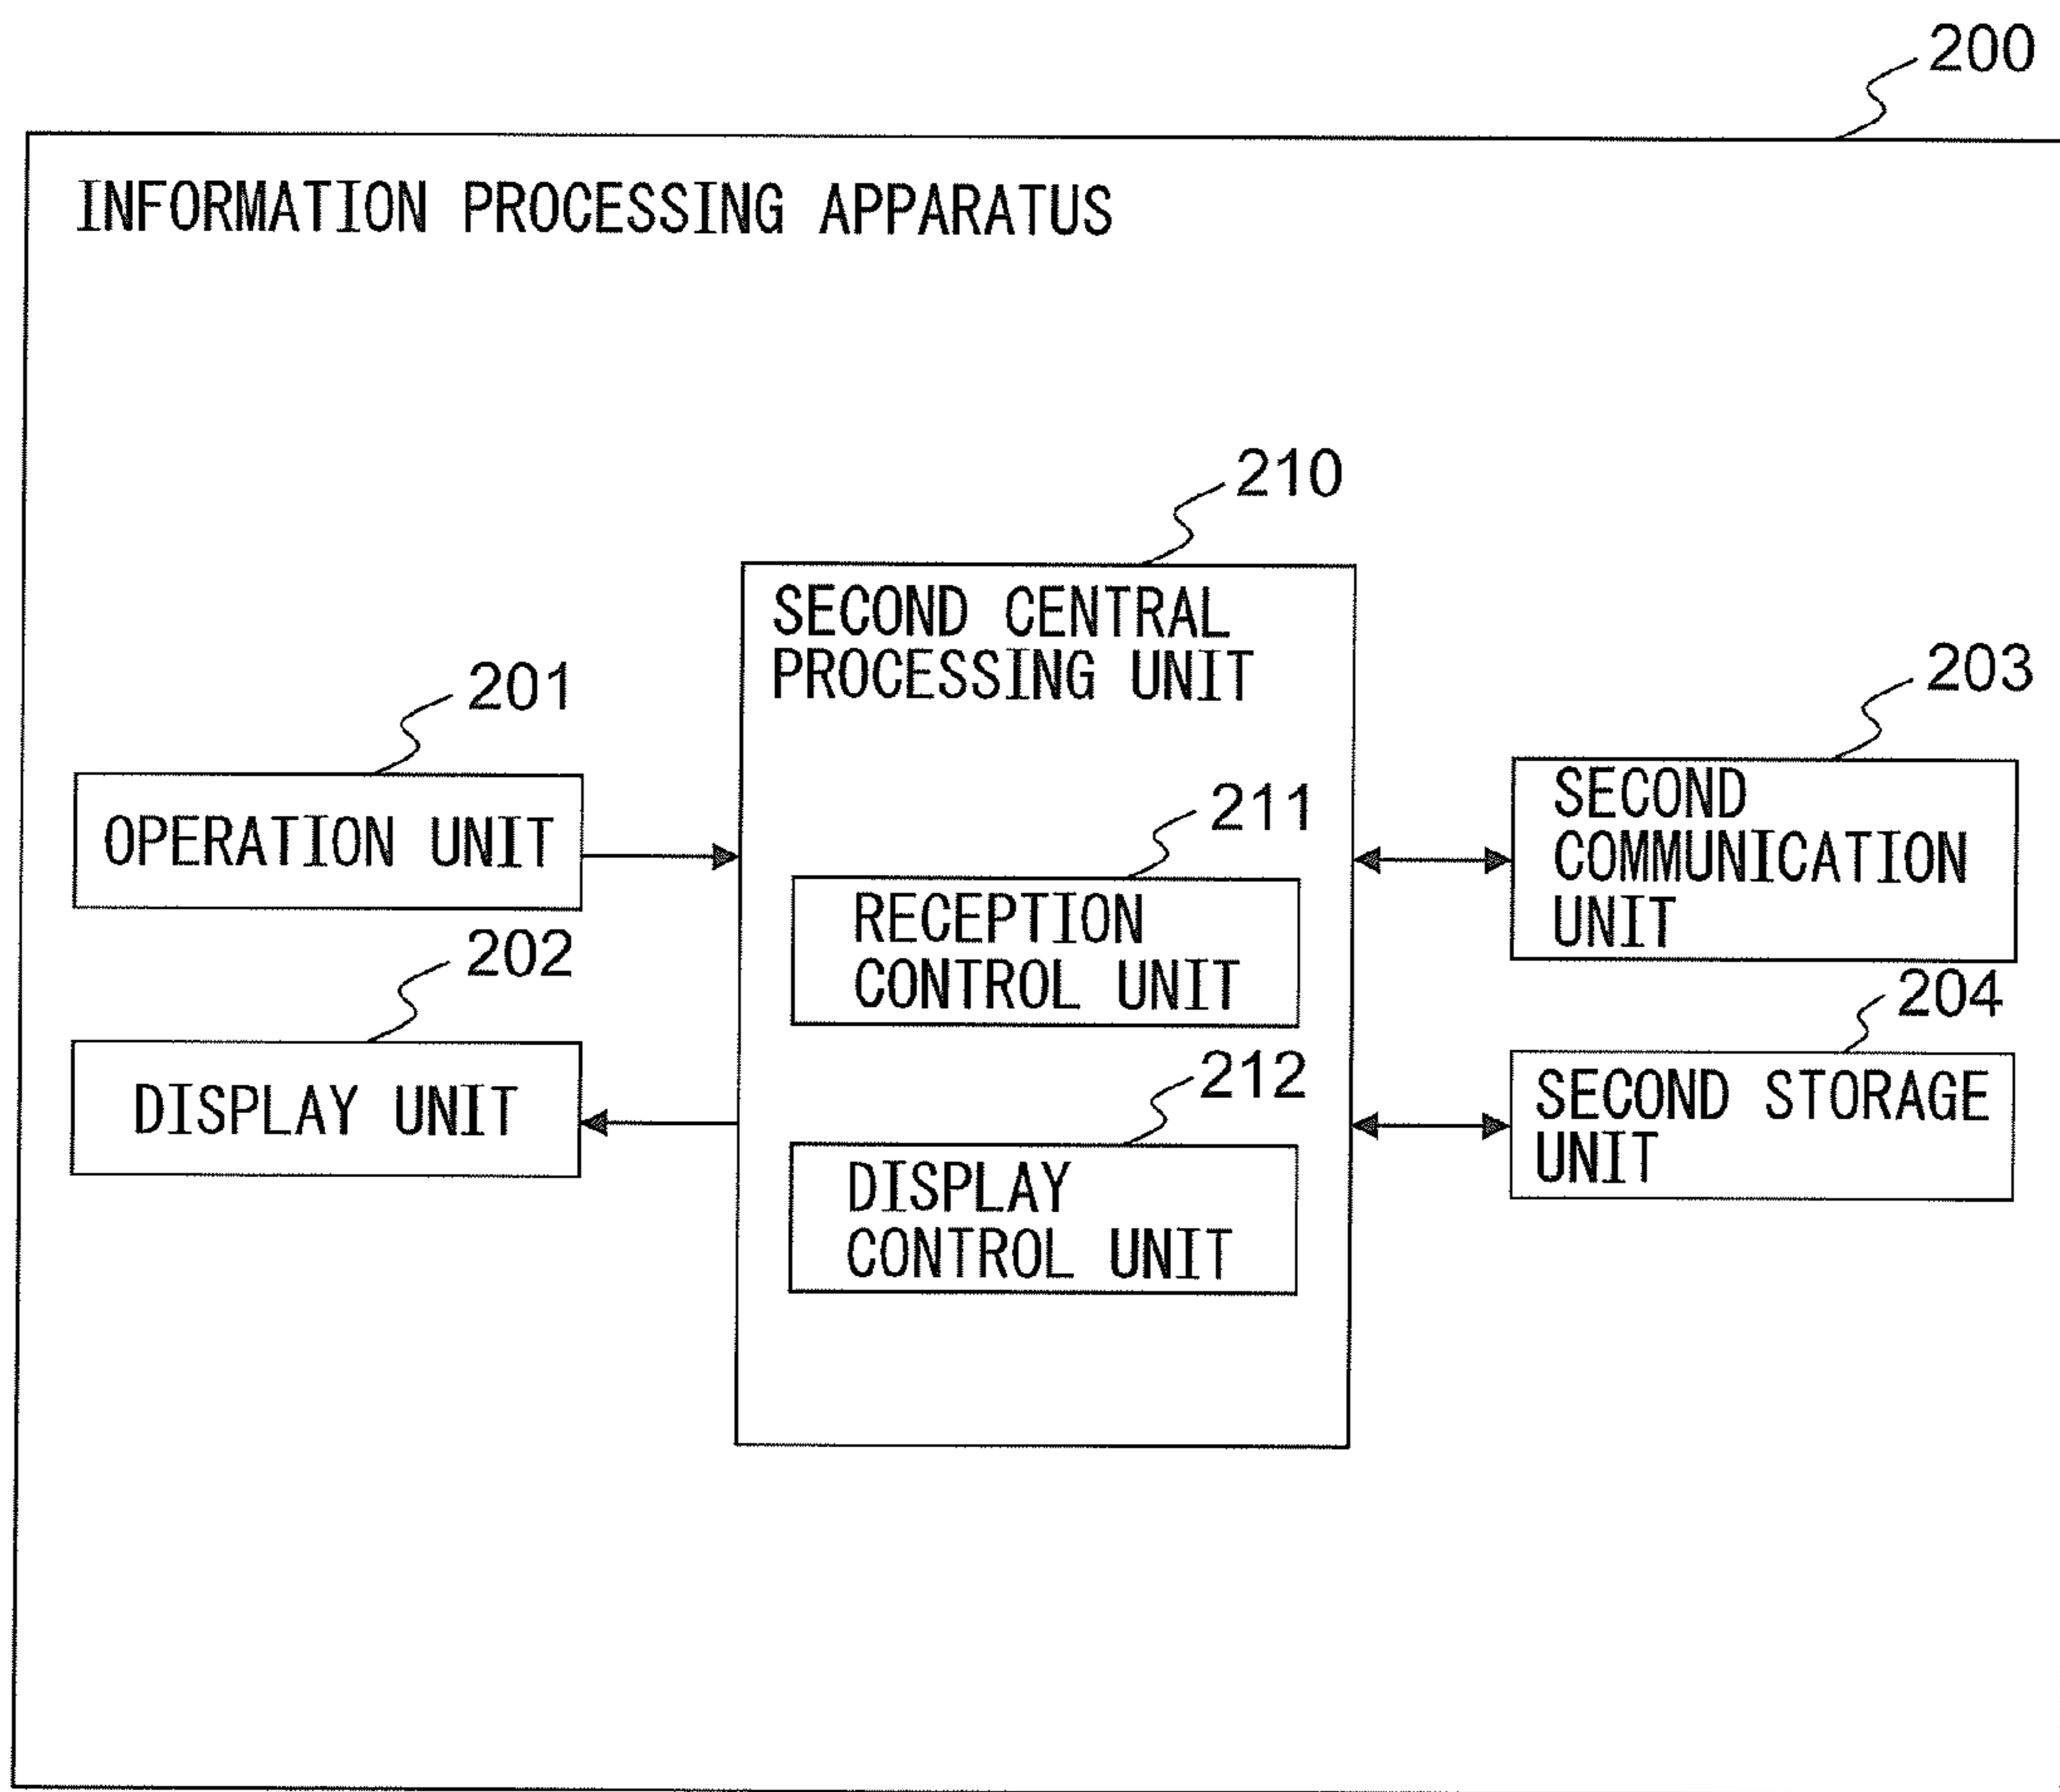 200
INFORMATION PROCESSING APPARATUS
210
SECOND CENTRAL
PROCESSING UNIT
201
OPERATION UNIT
202
DISPLAY UNIT
211
RECEPTION
CONTROL UNIT
212
DISPLAY
CONTROL UNIT
203
SECOND
COMMUNICATION
UNIT
204
SECOND STORAGE
UNIT